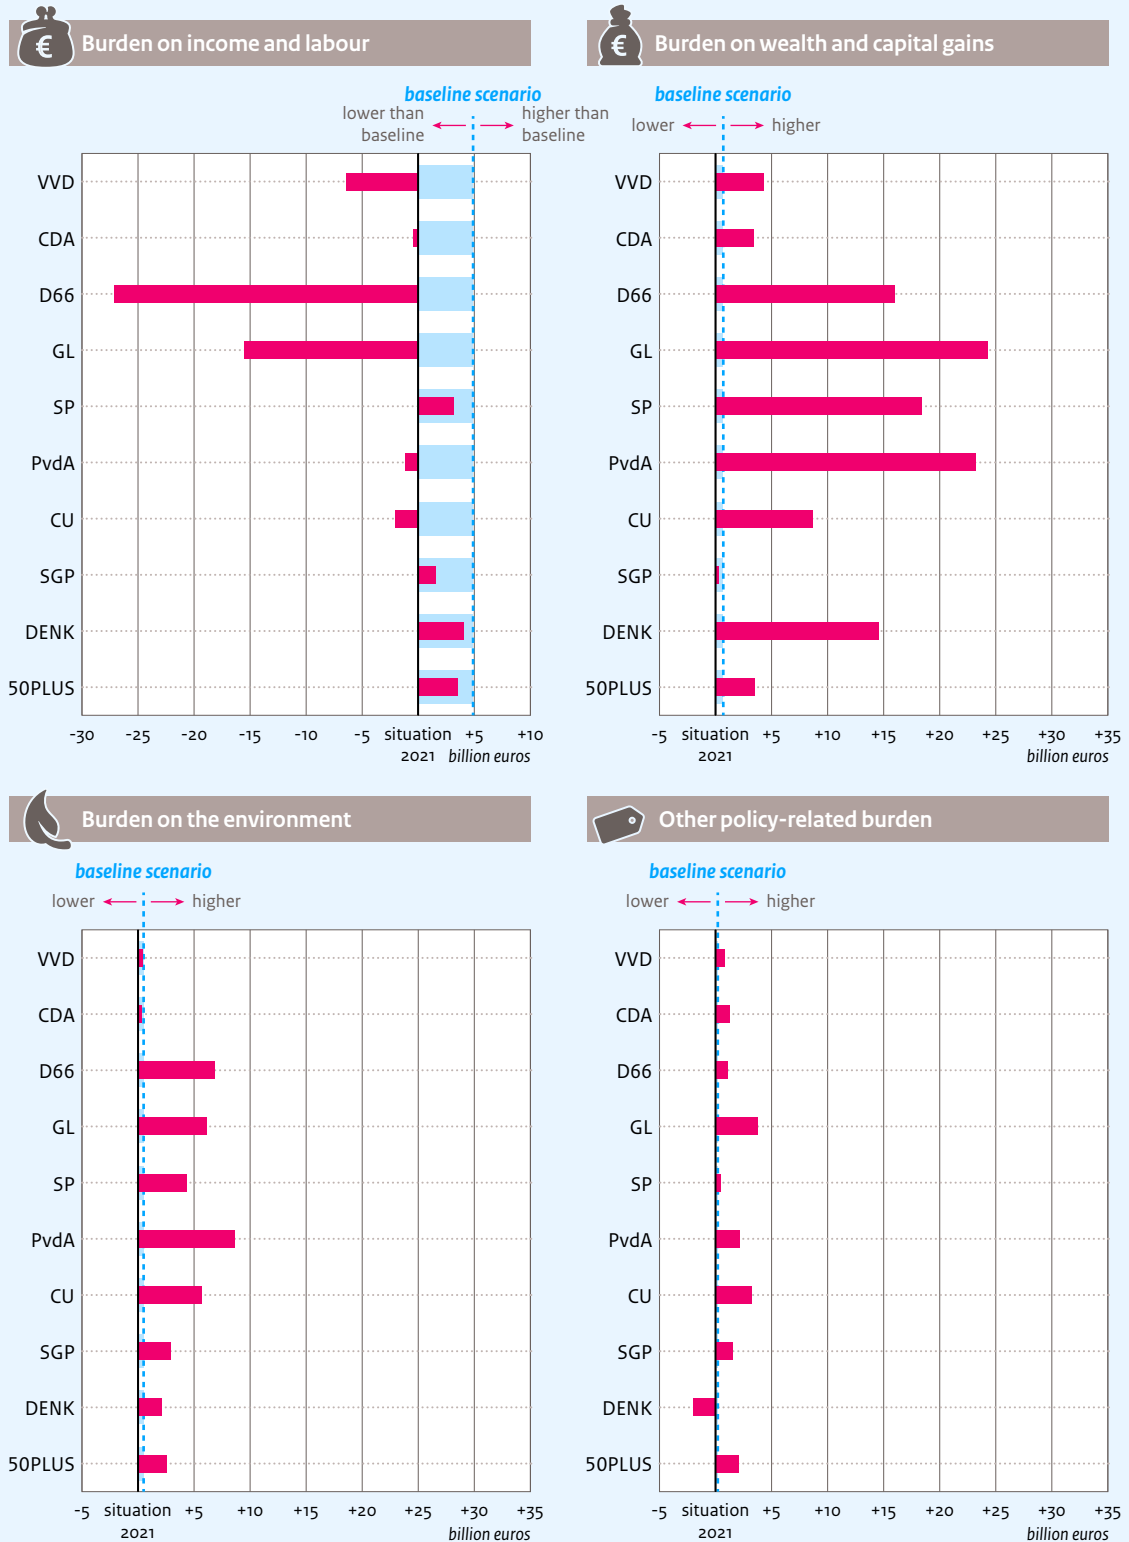 € Burden on income and labour
baseline scenario
lower than baseline
higher than baseline
VVD
CDA
D66
GL
SP
PvdA
CU
SGP
DENK
50PLUS
-30 -25 -20 -15 -10 -5 situation 2021 +5 +10
billion euros
€ Burden on wealth and capital gains
baseline scenario
lower higher
VVD
CDA
D66
GL
SP
PvdA
CU
SGP
DENK
50PLUS
-5 situation 2021 +5 +10 +15 +20 +25 +30 +35
billion euros
Burden on the environment
baseline scenario
lower higher
VVD
CDA
D66
GL
SP
PvdA
CU
SGP
DENK
50PLUS
-5 situation 2021 +5 +10 +12 +20 +25 +30 +35
billion euros
Other policy-related burden
baseline scenario
lower higher
VVD
CDA
D66
GL
SP
PvdA
CU
SGP
DENK
50PLUS
-5 situation 2021 +5 +10 +15 +20 +25 +30 +35
billion euros